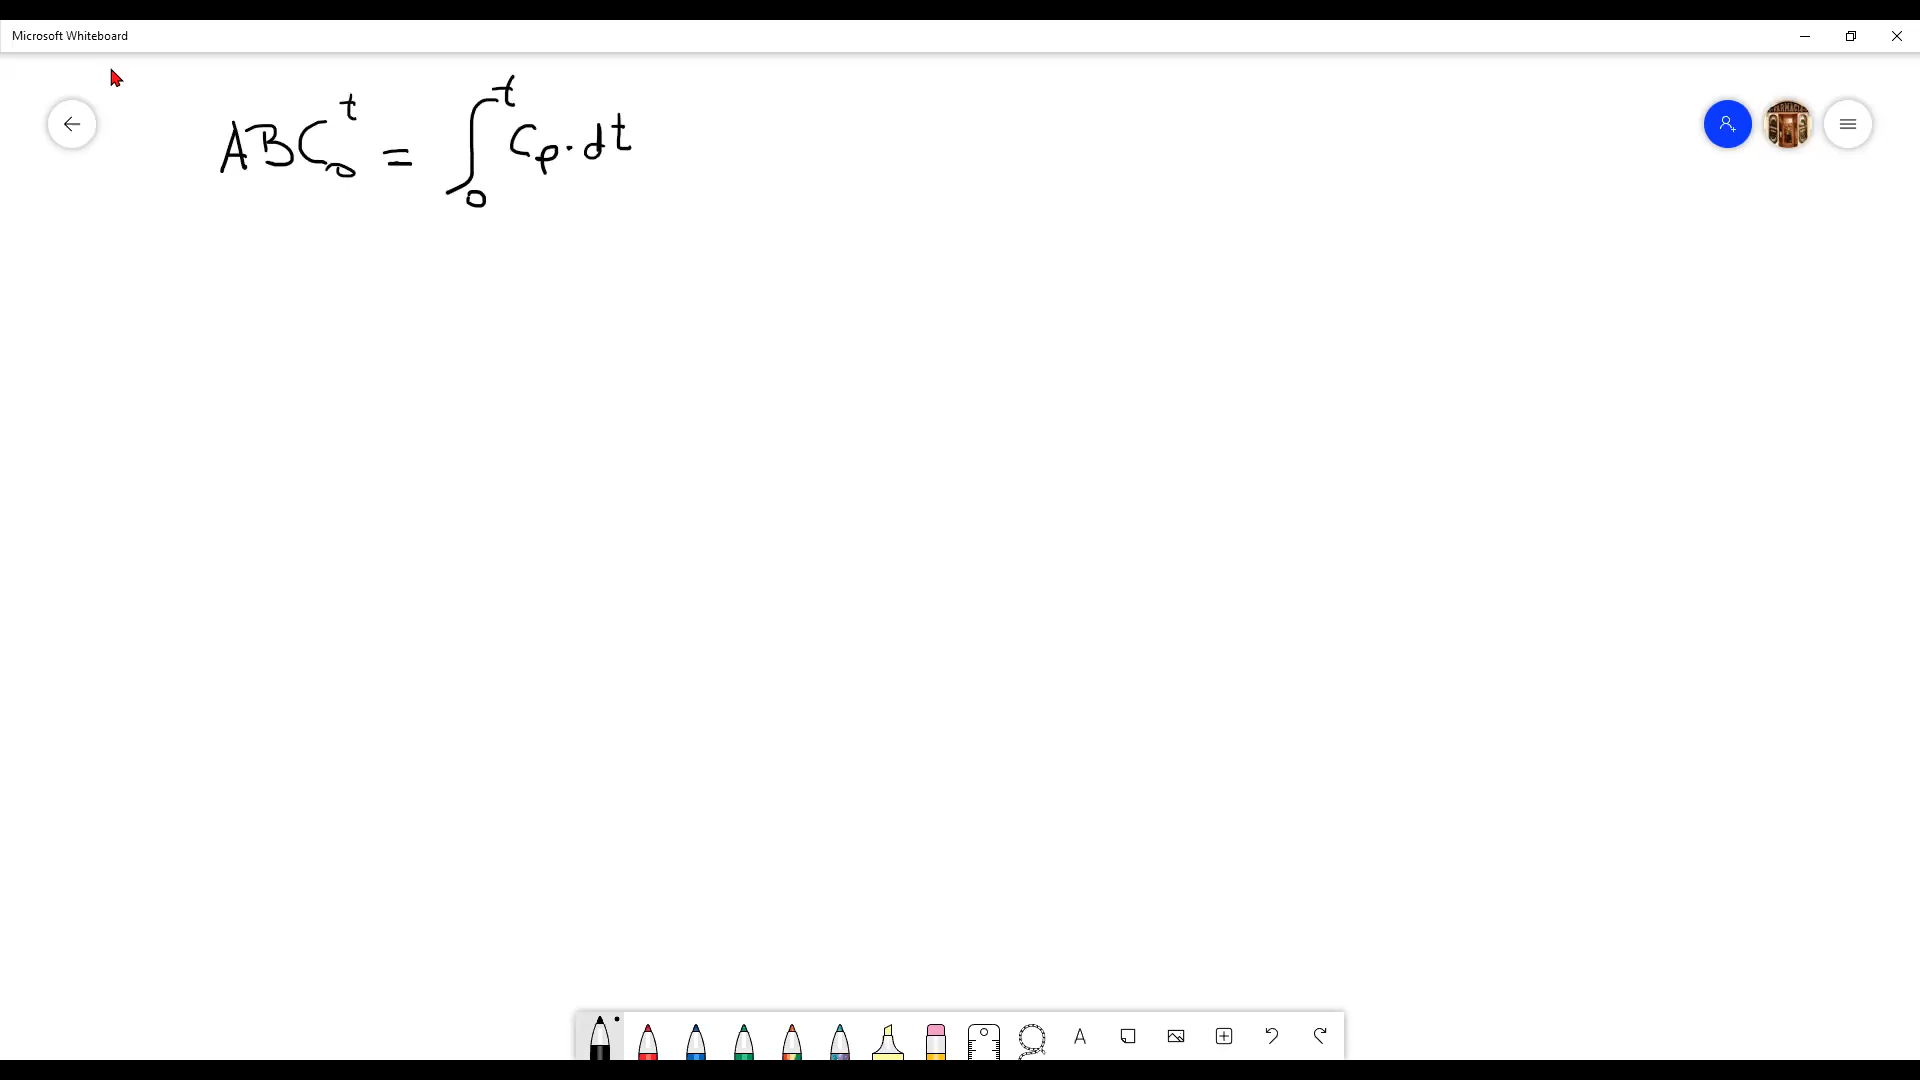 Microsoft Whiteboard
ABC₀ᵗ = ∫₀ᵗ Cp · dt